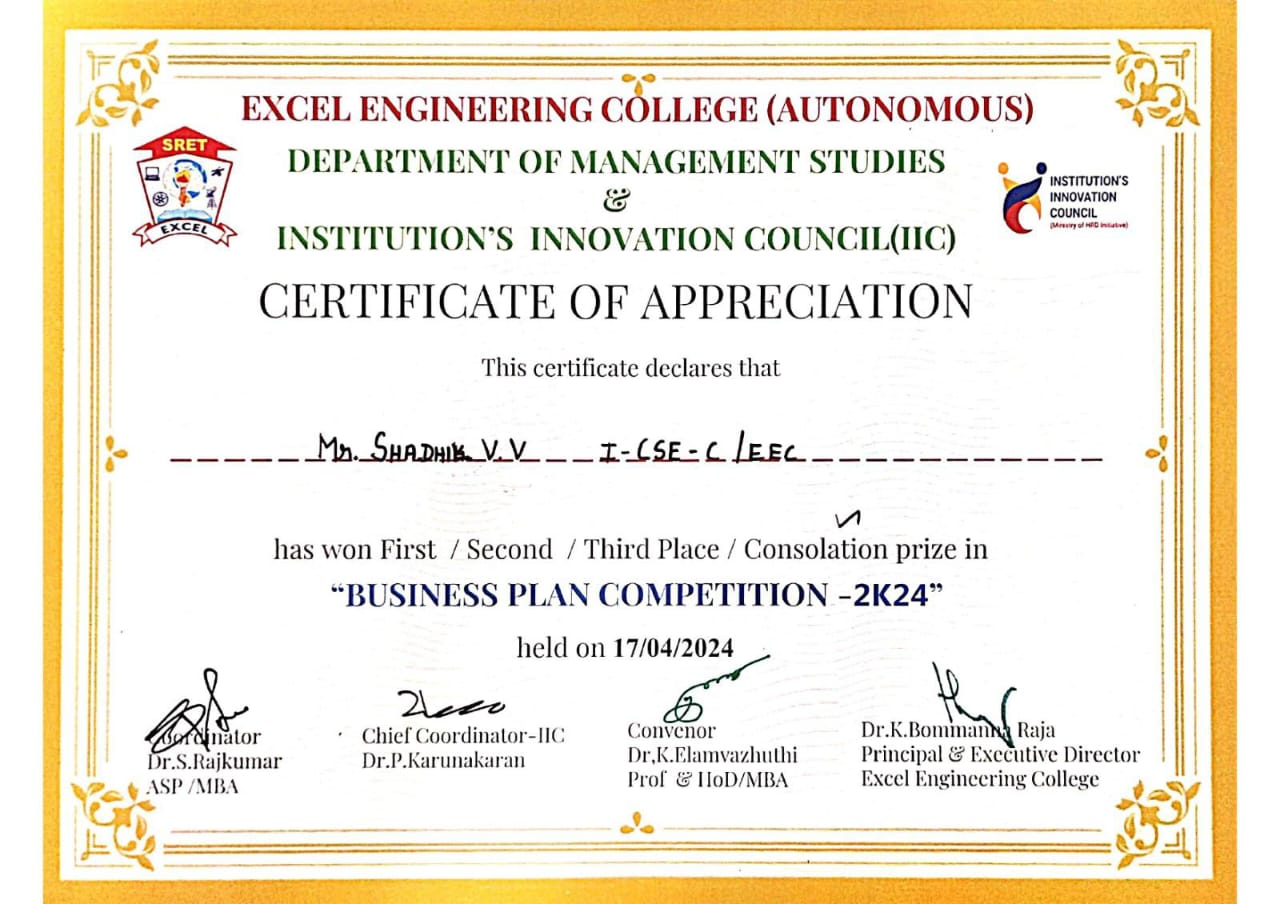 EXCEL ENGINEERING COLLEGE (AUTONOMOUS)
SRET
EXCEL
DEPARTMENT OF MANAGEMENT STUDIES
&
INSTITUTION'S INNOVATION COUNCIL(IIC)
INSTITUTION'S
INNOVATION
COUNCIL
(Ministry of HRD Initiative)
CERTIFICATE OF APPRECIATION
This certificate declares that
Mr. SHADHIK V.V I-CSE-C/EEC
has won First / Second / Third Place / Consolation prize in
“BUSINESS PLAN COMPETITION -2K24”
held on 17/04/2024
Coordinator
Dr.S.Rajkumar
ASP /MBA
Chief Coordinator-IIC
Dr.P.Karunakaran
Convenor
Dr,K.Elamvazhuthi
Prof & HoD/MBA
Dr.K.Bommanna Raja
Principal & Executive Director
Excel Engineering College